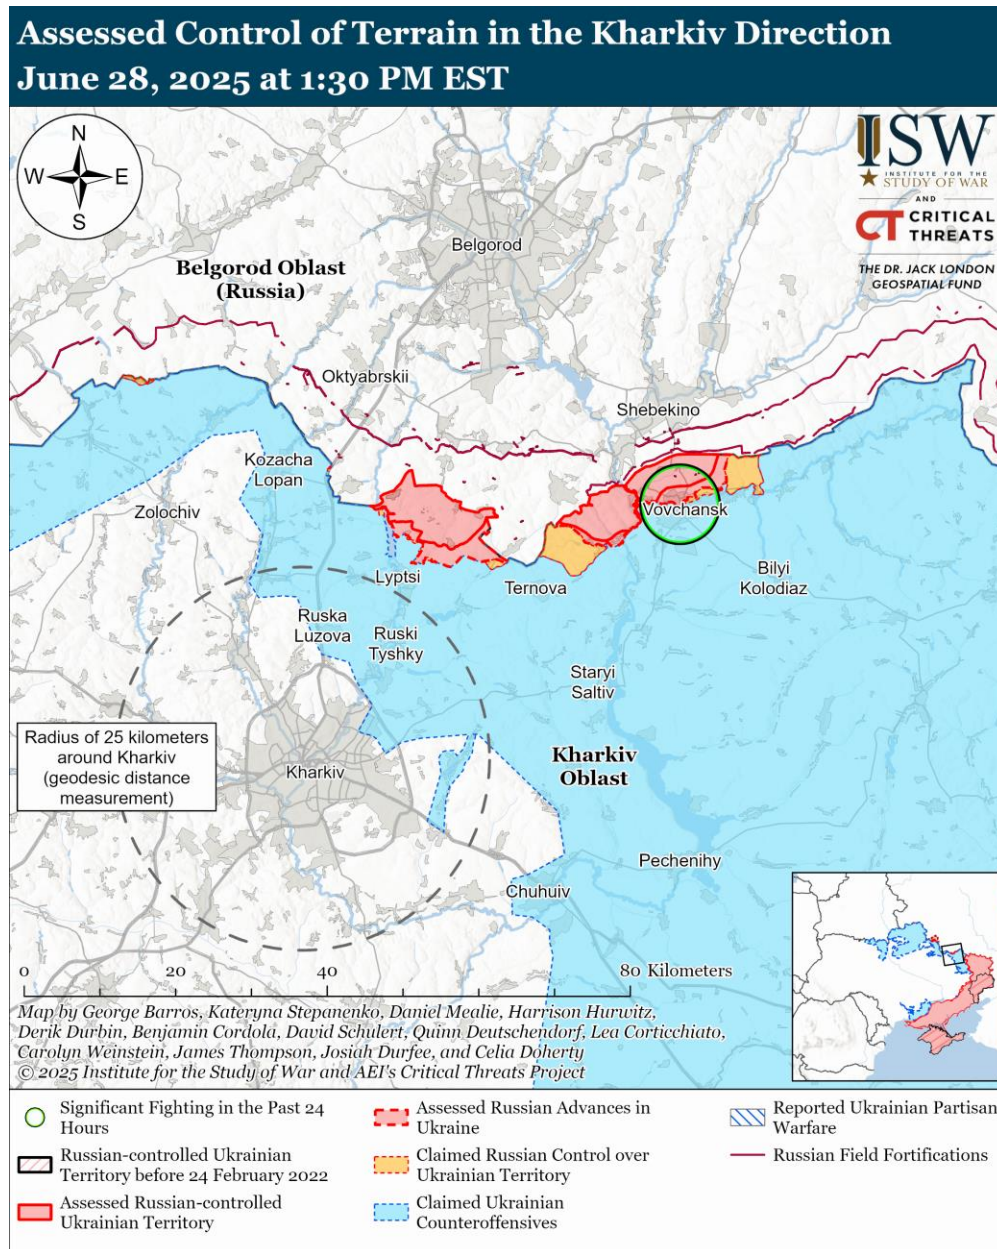 Assessed Control of Terrain in the Kharkiv Direction
June 28, 2025 at 1:30 PM EST
N
W
E
S
ISW
INSTITUTE FOR THE
STUDY OF WAR
AND
CT CRITICAL
THREATS
THE DR. JACK LONDON
GEOSPATIAL FUND
Belgorod
Belgorod Oblast
(Russia)
Oktyabrskii
Shebekino
Kozacha
Lopan
Zolochiv
Vovchansk
Lyptsi
Ternova
Bilyi
Kolodiaz
Ruska
Luzova
Ruski
Tyshky
Staryi
Saltiv
Radius of 25 kilometers
around Kharkiv
(geodesic distance
measurement)
Kharkiv
Kharkiv
Oblast
Pechenihy
Chuhuiv
0
20
40
80 Kilometers
Map by George Barros, Kateryna Stepanenko, Daniel Mealie, Harrison Hurwitz,
Derik Durbin, Benjamin Cordola, David Schulert, Quinn Deutschendorf, Lea Corticchiato,
Carolyn Weinstein, James Thompson, Josiah Durfee, and Celia Doherty
© 2025 Institute for the Study of War and AEI's Critical Threats Project
Significant Fighting in the Past 24
Hours
Russian-controlled Ukrainian
Territory before 24 February 2022
Assessed Russian-controlled
Ukrainian Territory
Assessed Russian Advances in
Ukraine
Claimed Russian Control over
Ukrainian Territory
Claimed Ukrainian
Counteroffensives
Reported Ukrainian Partisan
Warfare
Russian Field Fortifications